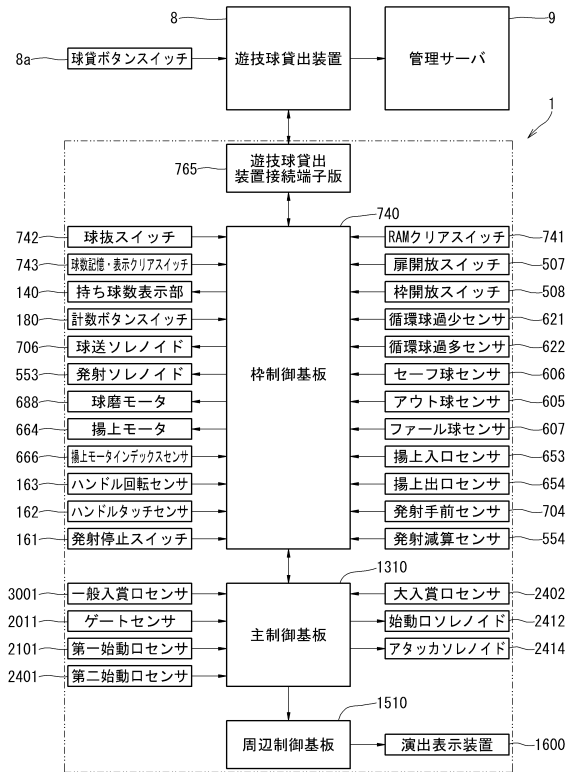 8
9
8a
球貸ボタンスイッチ
遊技球貸出装置
管理サーバ
1
765
遊技球貸出
装置接続端子版
740
742
球抜スイッチ
RAMクリアスイッチ
741
743
球数記憶・表示クリアスイッチ
扉開放スイッチ
507
140
持ち球数表示部
枠開放スイッチ
508
180
計数ボタンスイッチ
循環球過少センサ
621
706
球送ソレノイド
循環球過多センサ
622
553
発射ソレノイド
枠制御基板
セーフ球センサ
606
688
球磨モータ
アウト球センサ
605
664
揚上モータ
ファール球センサ
607
666
揚上モータインデックスセンサ
揚上入口センサ
653
163
ハンドル回転センサ
揚上出口センサ
654
162
ハンドルタッチセンサ
発射手前センサ
704
161
発射停止スイッチ
発射減算センサ
554
1310
3001
一般入賞口センサ
大入賞口センサ
2402
2011
ゲートセンサ
主制御基板
始動口ソレノイド
2412
2101
第一始動口センサ
アタッカソレノイド
2414
2401
第二始動口センサ
1510
周辺制御基板
演出表示装置
1600